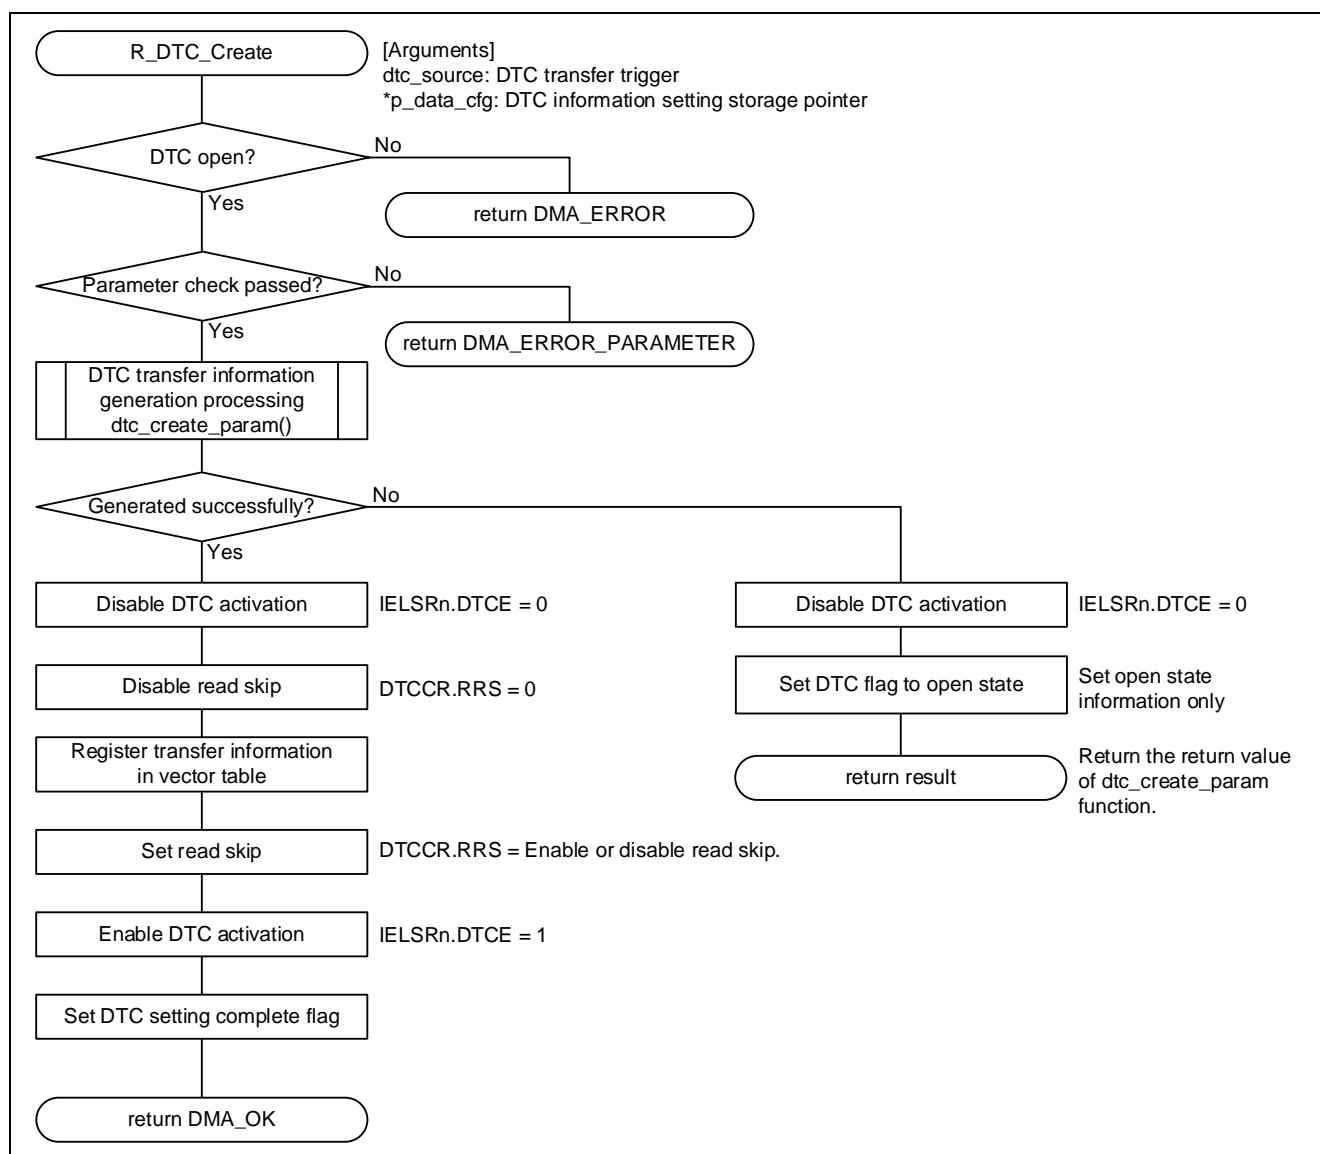 R_DTC_Create
[Arguments]
dtc_source: DTC transfer trigger
*p_data_cfg: DTC information setting storage pointer
DTC open?
No
Yes
return DMA_ERROR
Parameter check passed?
No
Yes
return DMA_ERROR_PARAMETER
DTC transfer information
generation processing
dtc_create_param()
Generated successfully?
No
Yes
Disable DTC activation
IELSRn.DTCE = 0
Disable DTC activation
IELSRn.DTCE = 0
Disable read skip
DTCCR.RRS = 0
Set DTC flag to open state
Set open state
information only
Register transfer information
in vector table
return result
Return the return value
of dtc_create_param
function.
Set read skip
DTCCR.RRS = Enable or disable read skip.
Enable DTC activation
IELSRn.DTCE = 1
Set DTC setting complete flag
return DMA_OK